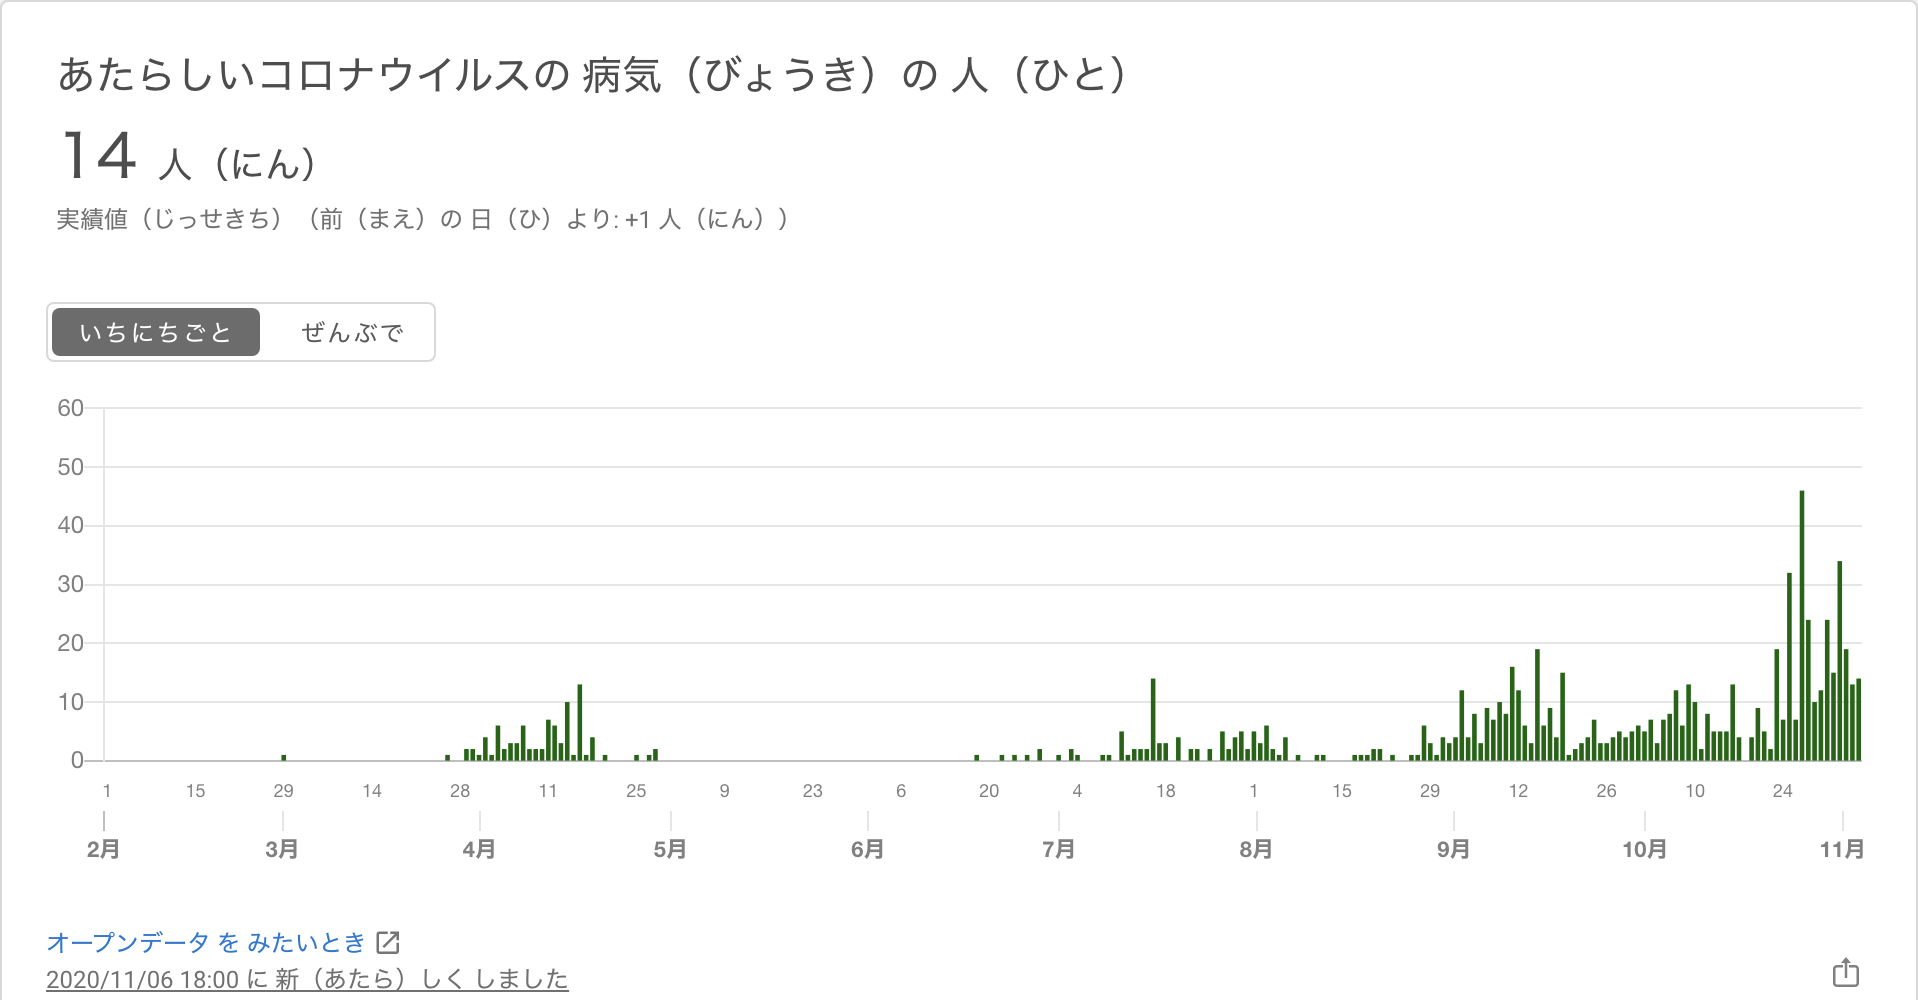 あたらしいコロナウイルスの 病気（びょうき）の 人（ひと）
14 人（にん）
実績値（じっせきち）（前（まえ）の 日（ひ）より: +1 人（にん））
いちにちごと ぜんぶで
60
50
40
30
20
10
0
1 15 29 14 28 11 25 9 23 6 20 4 18 1 15 29 12 26 10 24
2月 3月 4月 5月 6月 7月 8月 9月 10月 11月
オープンデータ を みたいとき
2020/11/06 18:00 に 新（あたら）しく しました